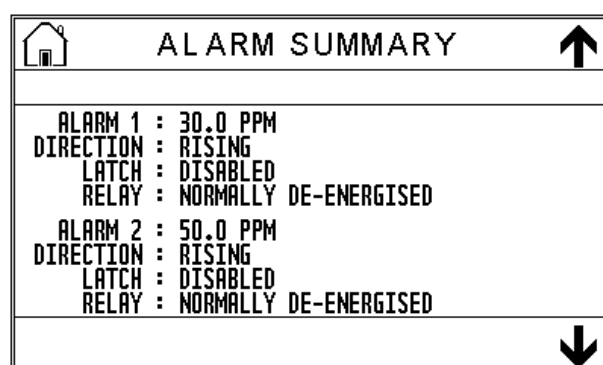 ALARM SUMMARY
ALARM 1 : 30.0 PPM
DIRECTION : RISING
LATCH : DISABLED
RELAY : NORMALLY DE-ENERGISED
ALARM 2 : 50.0 PPM
DIRECTION : RISING
LATCH : DISABLED
RELAY : NORMALLY DE-ENERGISED